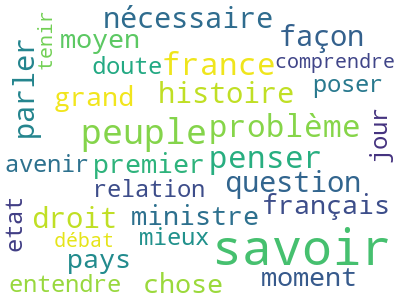 nécessaire
tenir moyen façon
parler doute france comprendre
grand histoire poser
peuple problème jour
avenir premier penser
relation question
etat droit ministre français
débat mieux savoir
pays
entendre chose moment